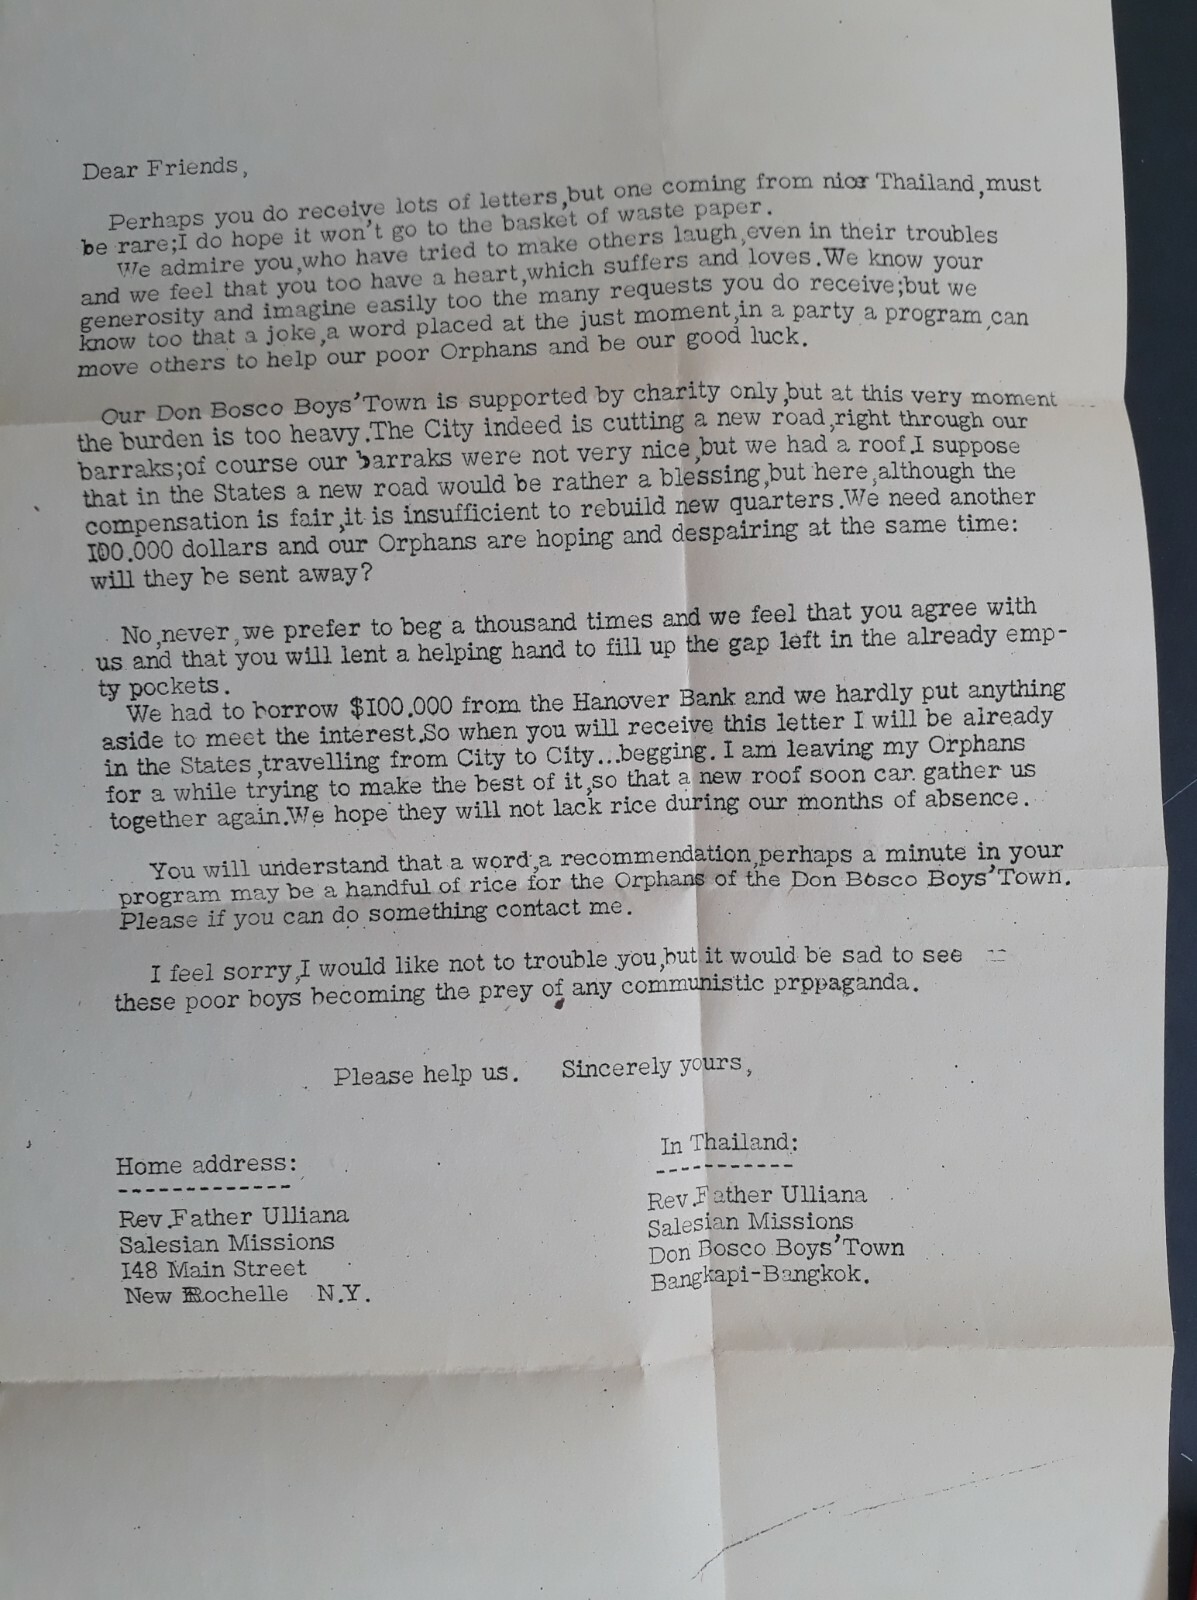 Dear Friends,
Perhaps you do receive lots of letters,but one coming from Thailand,must
be rare;I do hope it won't go to the basket of waste paper.
We admire you,who have tried to make others laugh,even in their troubles
and we feel that you too have a heart,which suffers and loves.We know your
generosity and imagine easily too the many requests you do receive;but we
know too that a joke,a word placed at the just moment,in a party a program,can
move others to help our poor Orphans and be our good luck.
Our Don Bosco Boys'Town is supported by charity only,but at this very moment
the burden is too heavy.The City indeed is cutting a new road,right through our
barraks;of course our barraks were not very nice,but we had a roof.I suppose
that in the States a new road would be rather a blessing,but here,although the
compensation is fair,it is insufficient to rebuild new quarters.We need another
I00.000 dollars and our Orphans are hoping and despairing at the same time:
will they be sent away?
No,never,we prefer to beg a thousand times and we feel that you agree with
us and that you will lent a helping hand to fill up the gap left in the already emp-
ty pockets.
We had to borrow $I00.000 from the Hanover Bank and we hardly put anything
aside to meet the interest.So when you will receive this letter I will be already
in the States,travelling from City to City...begging. I am leaving my Orphans
for a while trying to make the best of it,so that a new roof soon can gather us
together again.We hope they will not lack rice during our months of absence.
You will understand that a word,a recommendation,perhaps a minute in your
program may be a handful of rice for the Orphans of the Don Bosco Boys'Town.
Please if you can do something contact me.
I feel sorry,I would like not to trouble you,but it would be sad to see
these poor boys becoming the prey of any communistic prppaganda.
Please help us. Sincerely yours,
Home address:
-------------
Rev.Father Ulliana
Salesian Missions
I48 Main Street
New Rochelle N.Y.
In Thailand:
-----------
Rev.Father Ulliana
Salesian Missions
Don Bosco Boys'Town
Bangkapi-Bangkok.